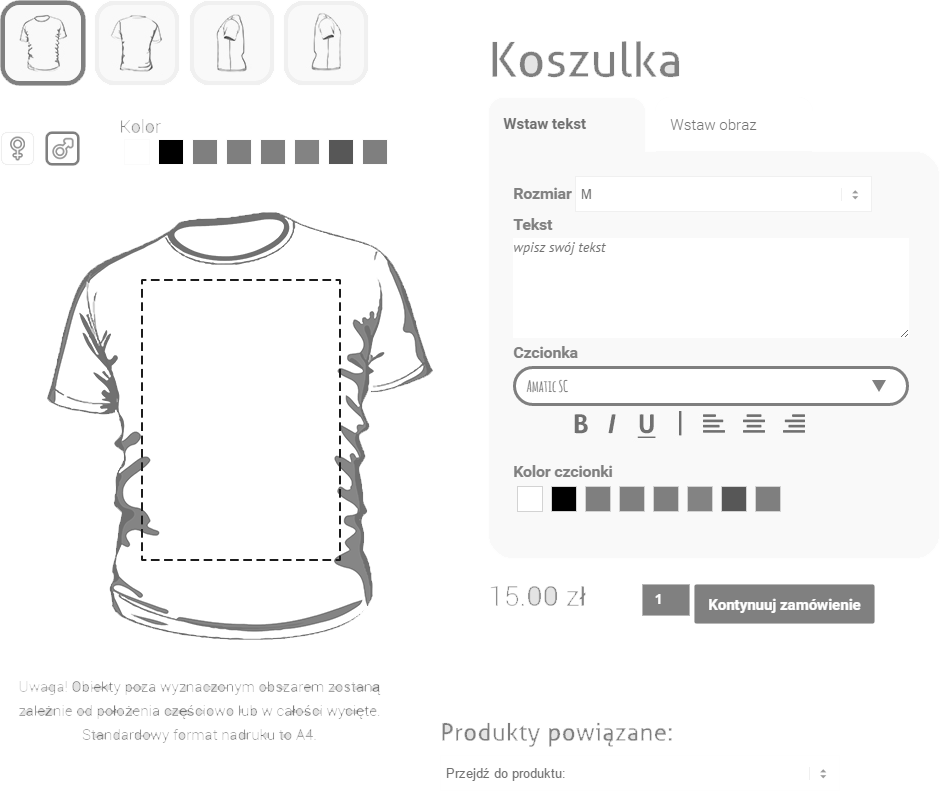 Koszulka
Kolor
Wstaw tekst
Wstaw obraz
Rozmiar M
Tekst
wpisz swój tekst
Czcionka
Amatic SC
B I U
Kolor czcionki
15.00 zł
1
Kontynuuj zamówienie
Uwaga! Obiekty poza wyznaczonym obszarem zostaną
zależnie od położenia częściowo lub w całości wycięte.
Standardowy format nadruku to A4.
Produkty powiązane:
Przejdź do produktu: